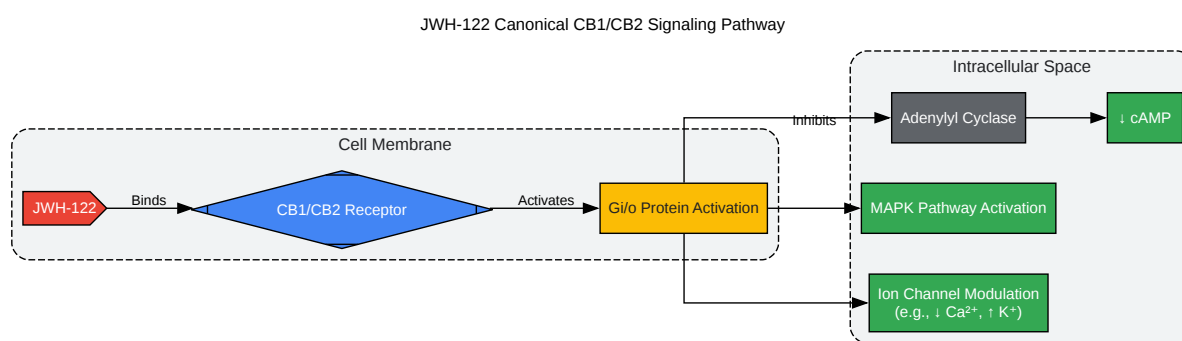 JWH-122 Canonical CB1/CB2 Signaling Pathway
Intracellular Space
Cell Membrane
Inhibits
Adenylyl Cyclase
↓ cAMP
JWH-122
Binds
CB1/CB2 Receptor
Activates
Gi/o Protein Activation
MAPK Pathway Activation
Ion Channel Modulation
(e.g., ↓ Ca²⁺, ↑ K⁺)